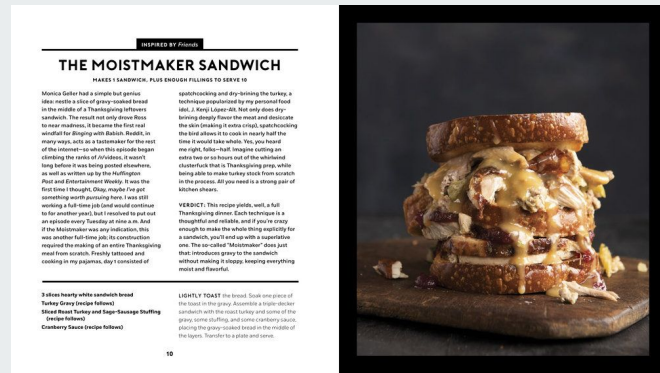 INSPIRED BY Friends
THE MOISTMAKER SANDWICH
MAKES 1 SANDWICH, PLUS ENOUGH FILLINGS TO SERVE 10
Monica Geller had a simple but genius
idea: nestle a slice of gravy-soaked bread
in the middle of a Thanksgiving leftovers
sandwich. The result not only drove Ross
to near madness, it became the first real
windfall for Binging with Babish. Reddit, in
many ways, acts as a tastemaker for the rest
of the internet—so when this episode began
climbing the ranks of /r/videos, it wasn't
long before it was being posted elsewhere,
as well as written up by the Huffington
Post and Entertainment Weekly. It was the
first time I thought, Okay, maybe I've got
something worth pursuing here. I was still
working a full-time job (and would continue
to for another year), but I resolved to put out
an episode every Tuesday at nine a.m. And
if the Moistmaker was any indication, this
was another full-time job; its construction
required the making of an entire Thanksgiving
meal from scratch. Freshly tattooed and
cooking in my pajamas, day 1 consisted of
spatchcocking and dry-brining the turkey, a
technique popularized by my personal food
idol, J. Kenji López-Alt. Not only does dry-
brining deeply flavor the meat and desiccate
the skin (making it extra crisp), spatchcocking
the bird allows it to cook in nearly half the
time it would take whole. Yes, you heard
me right, folks—half. Imagine cutting an
extra two or so hours out of the whirlwind
clusterfuck that is Thanksgiving prep, while
being able to make turkey stock from scratch
in the process. All you need is a strong pair of
kitchen shears.
VERDICT: This recipe yields, well, a full
Thanksgiving dinner. Each technique is a
thoughtful and reliable, and if you're crazy
enough to make the whole thing explicitly for
a sandwich, you'll end up with a superlative
one. The so-called "Moistmaker" does just
that: introduces gravy to the sandwich
without making it sloppy, keeping everything
moist and flavorful.
3 slices hearty white sandwich bread
Turkey Gravy (recipe follows)
Sliced Roast Turkey and Sage-Sausage Stuffing
(recipe follows)
Cranberry Sauce (recipe follows)
LIGHTLY TOAST the bread. Soak one piece of
the toast in the gravy. Assemble a triple-decker
sandwich with the roast turkey and some of the
gravy, some stuffing, and some cranberry sauce,
placing the gravy-soaked bread in the middle of
the layers. Transfer to a plate and serve.
10